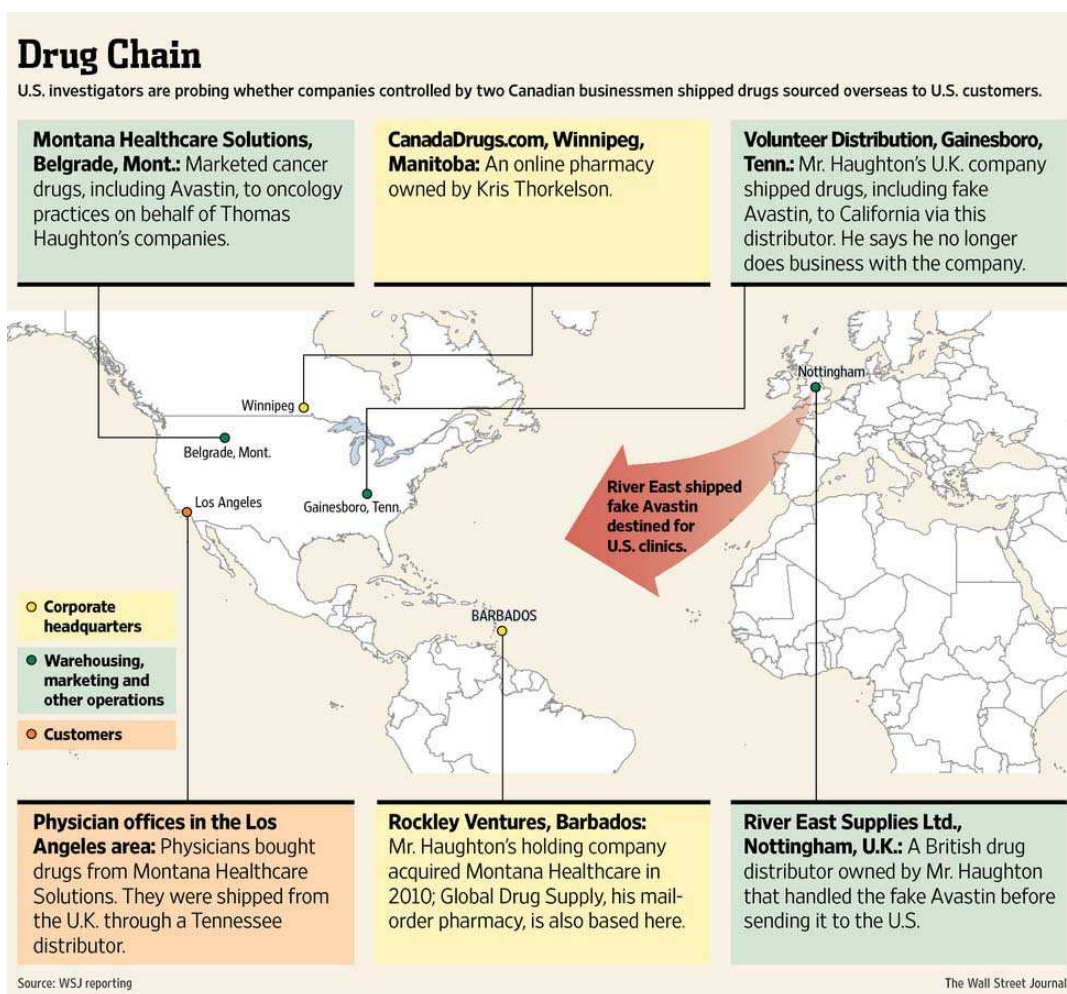 Drug Chain
U.S. investigators are probing whether companies controlled by two Canadian businessmen shipped drugs sourced overseas to U.S. customers.
Montana Healthcare Solutions,
Belgrade, Mont.: Marketed cancer
drugs, including Avastin, to oncology
practices on behalf of Thomas
Haughton’s companies.
CanadaDrugs.com, Winnipeg,
Manitoba: An online pharmacy
owned by Kris Thorkelson.
Volunteer Distribution, Gainesboro,
Tenn.: Mr. Haughton’s U.K. company
shipped drugs, including fake
Avastin, to California via this
distributor. He says he no longer
does business with the company.
Nottingham
Winnipeg
Belgrade, Mont.
Los Angeles
Gainesboro, Tenn.
River East shipped
fake Avastin
destined for
U.S. clinics.
BARBADOS
Corporate
headquarters
Warehousing,
marketing and
other operations
Customers
Physician offices in the Los
Angeles area: Physicians bought
drugs from Montana Healthcare
Solutions. They were shipped from
the U.K. through a Tennessee
distributor.
Rockley Ventures, Barbados:
Mr. Haughton’s holding company
acquired Montana Healthcare in
2010; Global Drug Supply, his mail-
order pharmacy, is also based here.
River East Supplies Ltd.,
Nottingham, U.K.: A British drug
distributor owned by Mr. Haughton
that handled the fake Avastin before
sending it to the U.S.
Source: WSJ reporting
The Wall Street Journal